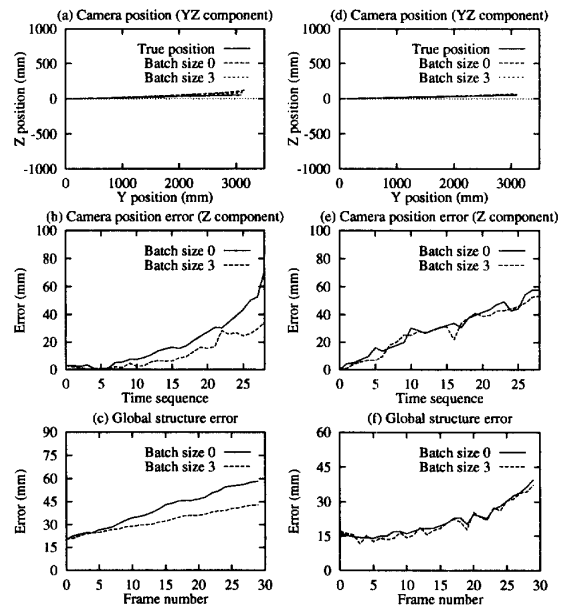 (a) Camera position (YZ component)
1000
500
0
-500
-1000
Z position (mm)
True position
Batch size 0
Batch size 3
0 1000 2000 3000
Y position (mm)
(b) Camera position error (Z component)
100
80
60
40
20
0
Error (mm)
Batch size 0
Batch size 3
0 5 10 15 20 25
Time sequence
(c) Global structure error
90
75
60
45
30
15
0
Error (mm)
Batch size 0
Batch size 3
0 5 10 15 20 25 30
Frame number
(d) Camera position (YZ component)
1000
500
0
-500
-1000
Z position (mm)
True position
Batch size 0
Batch size 3
0 1000 2000 3000
Y position (mm)
(e) Camera position error (Z component)
100
80
60
40
20
0
Error (mm)
Batch size 0
Batch size 3
0 5 10 15 20 25
Time sequence
(f) Global structure error
60
45
30
15
0
Error (mm)
Batch size 0
Batch size 3
0 5 10 15 20 25 30
Frame number